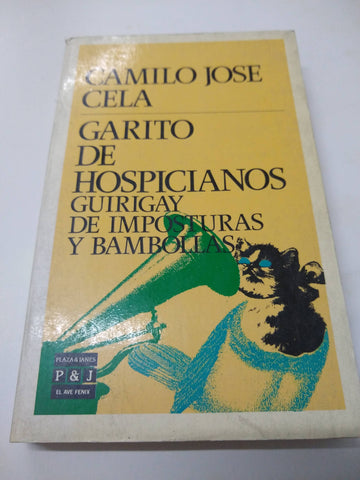 CAMILO JOSE
CELA
GARITO
DE
HOSPICIANOS
GUIRIGAY
DE IMPOSTURAS
Y BAMBOLLAS
PLAZA & JANES
P & J
EL AVE FENIX